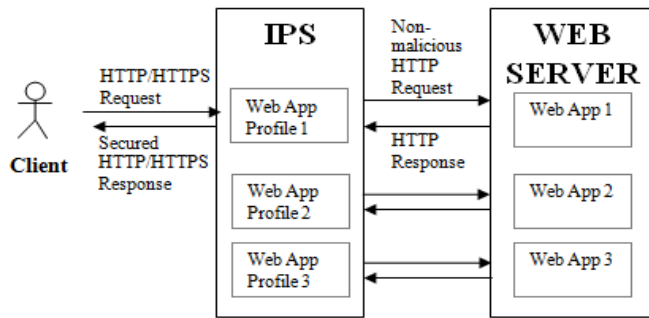 IPS
WEB
SERVER
Non-
malicious
HTTP
Request
HTTP/HTTPS
Request
Client
Secured
HTTP/HTTPS
Response
HTTP
Response
Web App
Profile 1
Web App 1
Web App
Profile 2
Web App 2
Web App
Profile 3
Web App 3